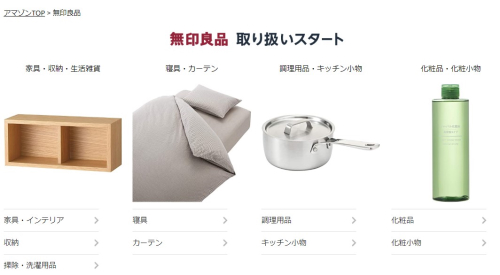 アマゾンTOP > 無印良品
無印良品 取り扱いスタート
家具・収納・生活雑貨
寝具・カーテン
調理用品・キッチン小物
化粧品・化粧小物
家具・インテリア
寝具
調理用品
化粧品
収納
カーテン
キッチン小物
化粧小物
掃除・洗濯用品